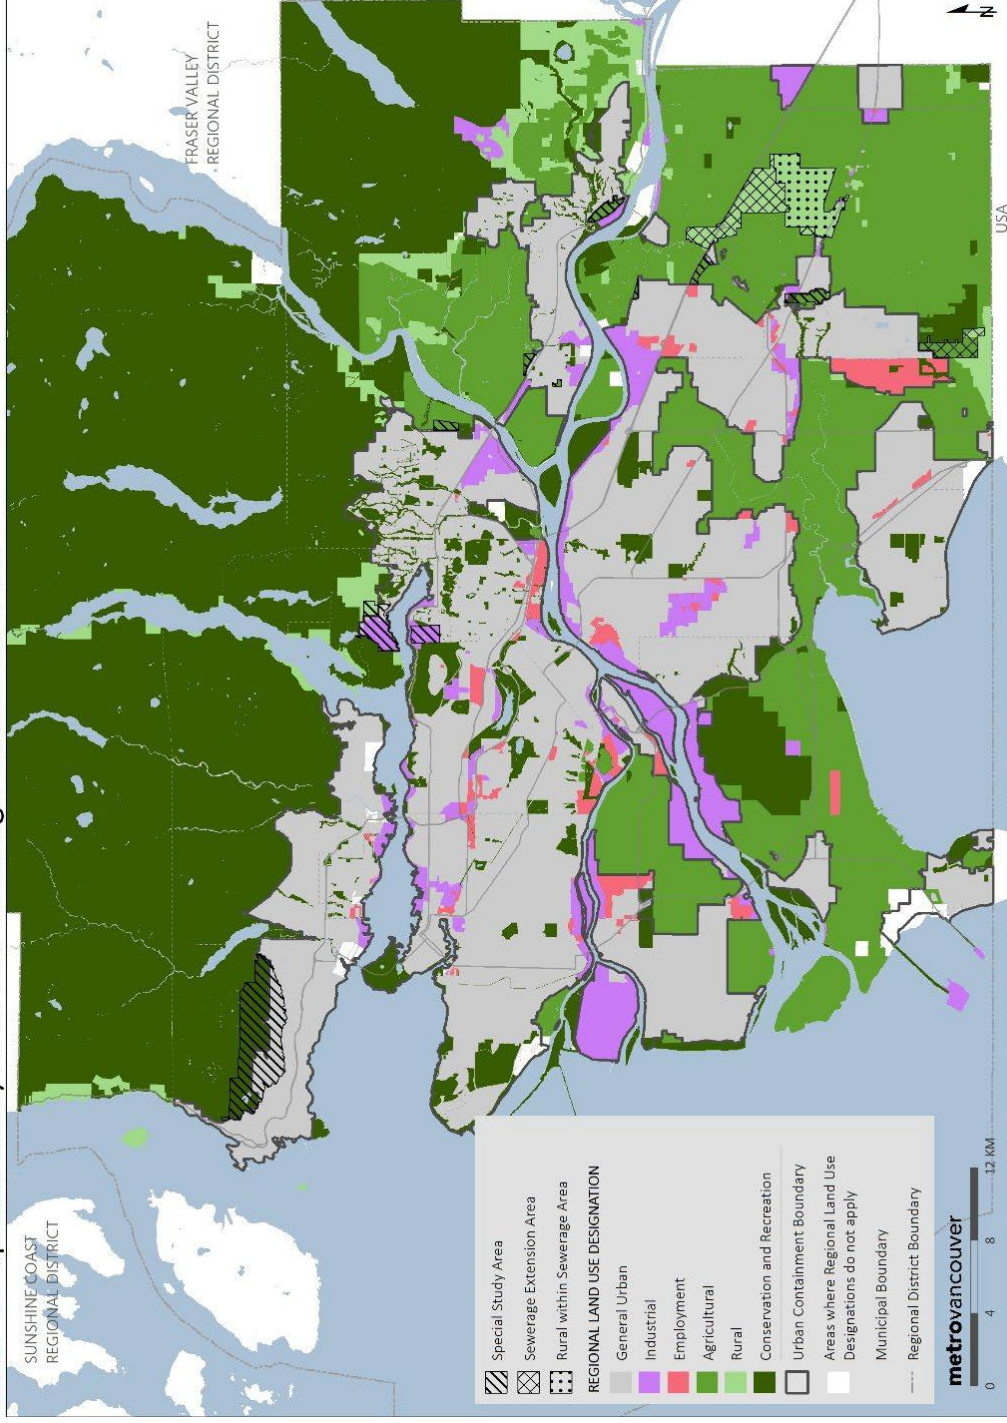 FRASER VALLEY
REGIONAL DISTRICT
N
SUNSHINE COAST
REGIONAL DISTRICT
USA
Special Study Area
Sewerage Extension Area
Rural within Sewerage Area
REGIONAL LAND USE DESIGNATION
General Urban
Industrial
Employment
Agricultural
Rural
Conservation and Recreation
Urban Containment Boundary
Areas where Regional Land Use
Designations do not apply
Municipal Boundary
Regional District Boundary
metrovancouver
0 4 8 12 KM